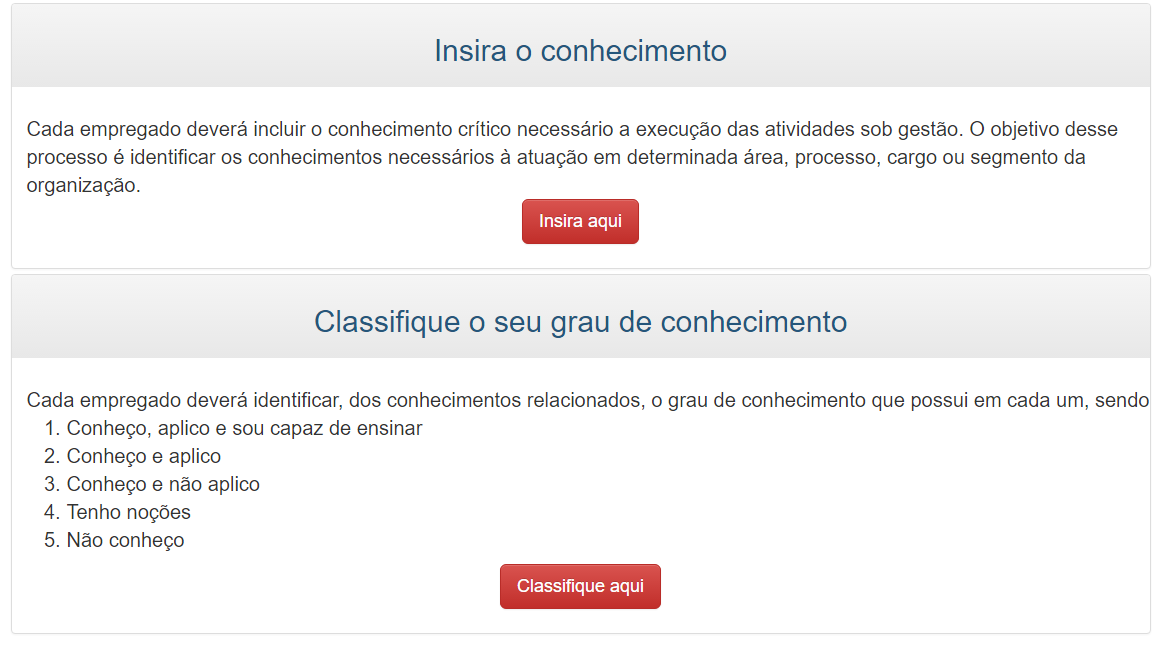 Insira o conhecimento
Cada empregado deverá incluir o conhecimento crítico necessário a execução das atividades sob gestão. O objetivo desse
processo é identificar os conhecimentos necessários à atuação em determinada área, processo, cargo ou segmento da
organização.
Insira aqui
Classifique o seu grau de conhecimento
Cada empregado deverá identificar, dos conhecimentos relacionados, o grau de conhecimento que possui em cada um, sendo
1. Conheço, aplico e sou capaz de ensinar
2. Conheço e aplico
3. Conheço e não aplico
4. Tenho noções
5. Não conheço
Classifique aqui